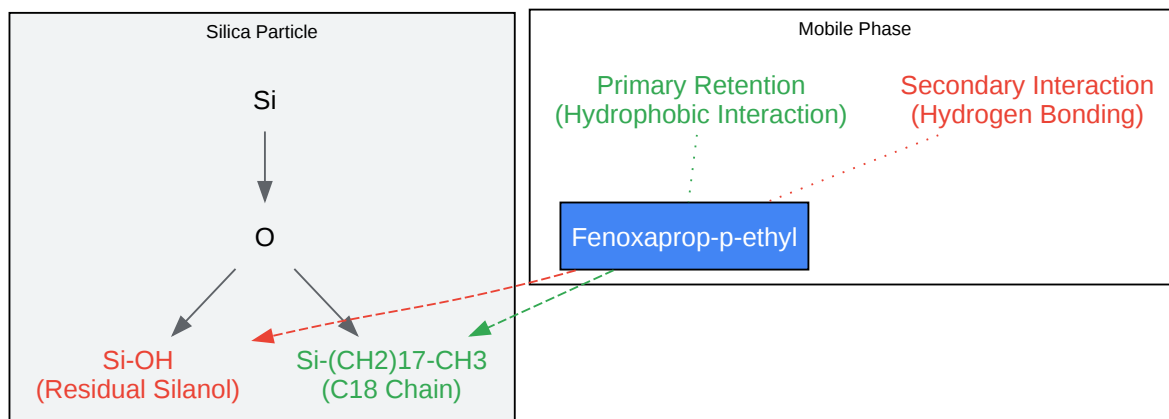 Silica Particle
Si
O
Si-OH
(Residual Silanol)
Si-(CH2)17-CH3
(C18 Chain)
Mobile Phase
Primary Retention
(Hydrophobic Interaction)
Secondary Interaction
(Hydrogen Bonding)
Fenoxaprop-p-ethyl